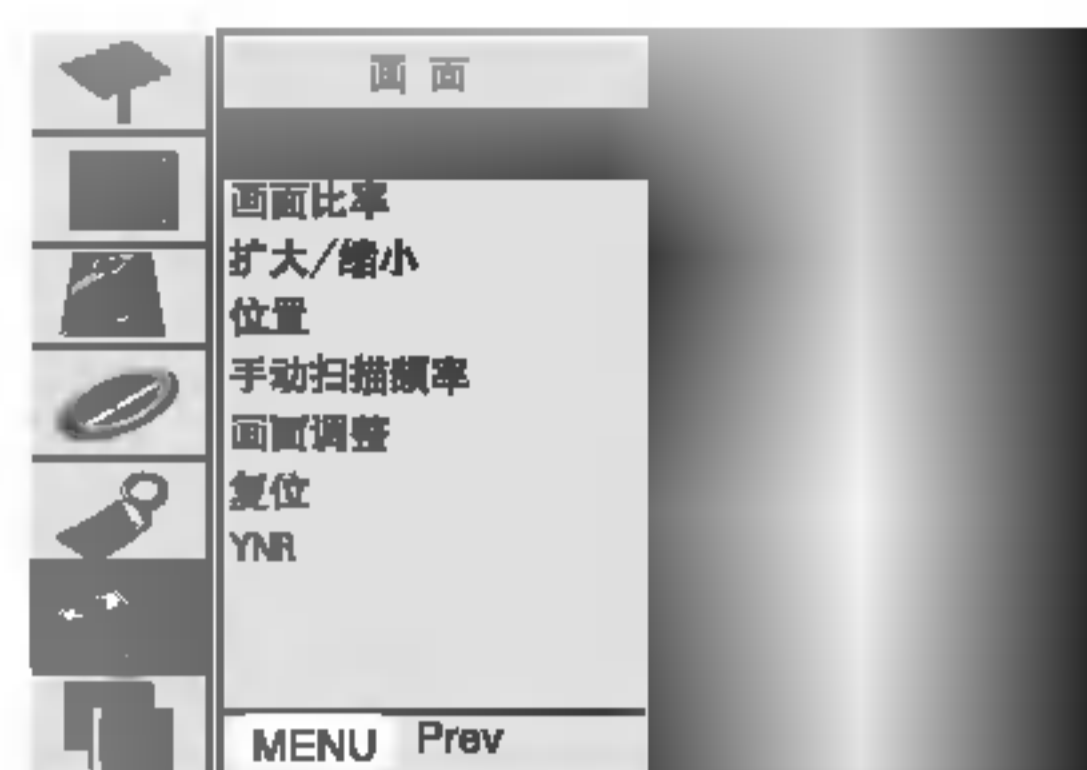 画 面
画面比率
扩大/缩小
位置
手动扫描频率
画面调整
复位
YNR
MENU Prev